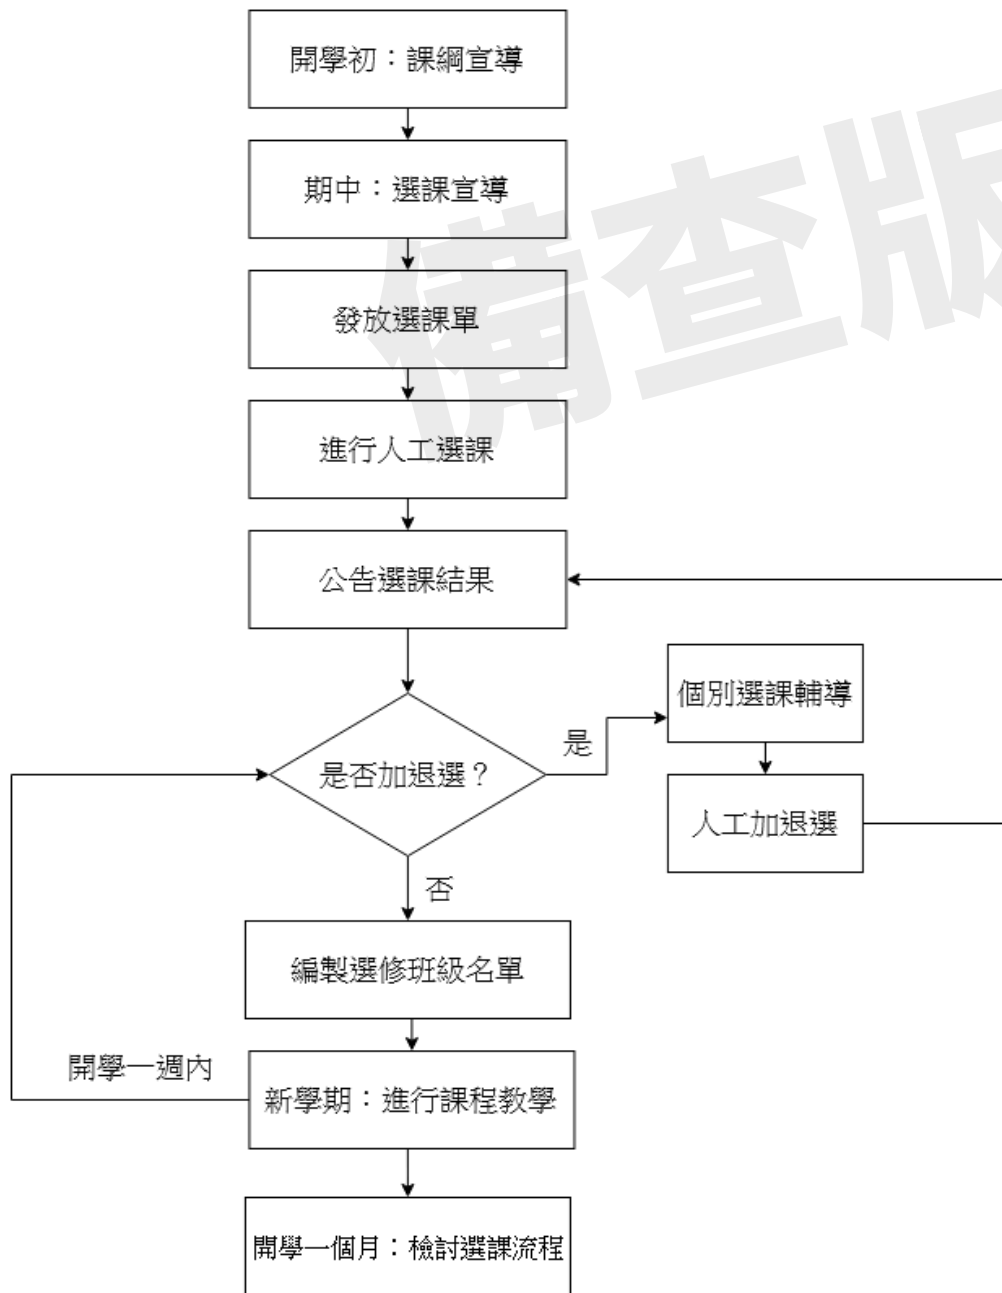 開學初：課綱宣導
備查版
期中：選課宣導
發放選課單
進行人工選課
公告選課結果
個別選課輔導
是
是否加退選？
人工加退選
否
編製選修班級名單
開學一週內
新學期：進行課程教學
開學一個月：檢討選課流程